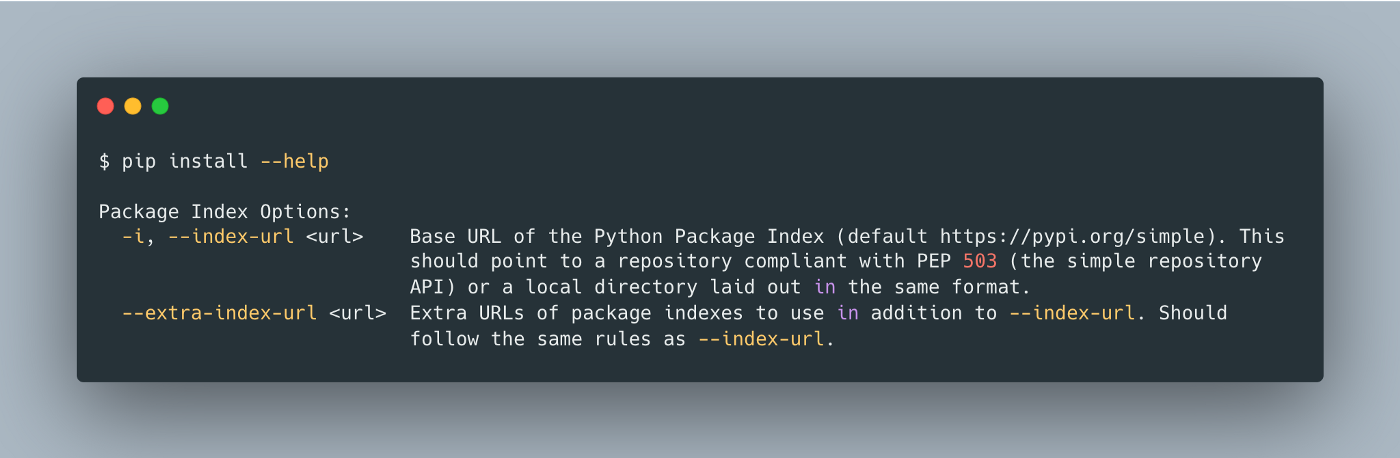 $ pip install --help
Package Index Options:
-i, --index-url <url> Base URL of the Python Package Index (default https://pypi.org/simple). This
should point to a repository compliant with PEP 503 (the simple repository
API) or a local directory laid out in the same format.
--extra-index-url <url> Extra URLs of package indexes to use in addition to --index-url. Should
follow the same rules as --index-url.